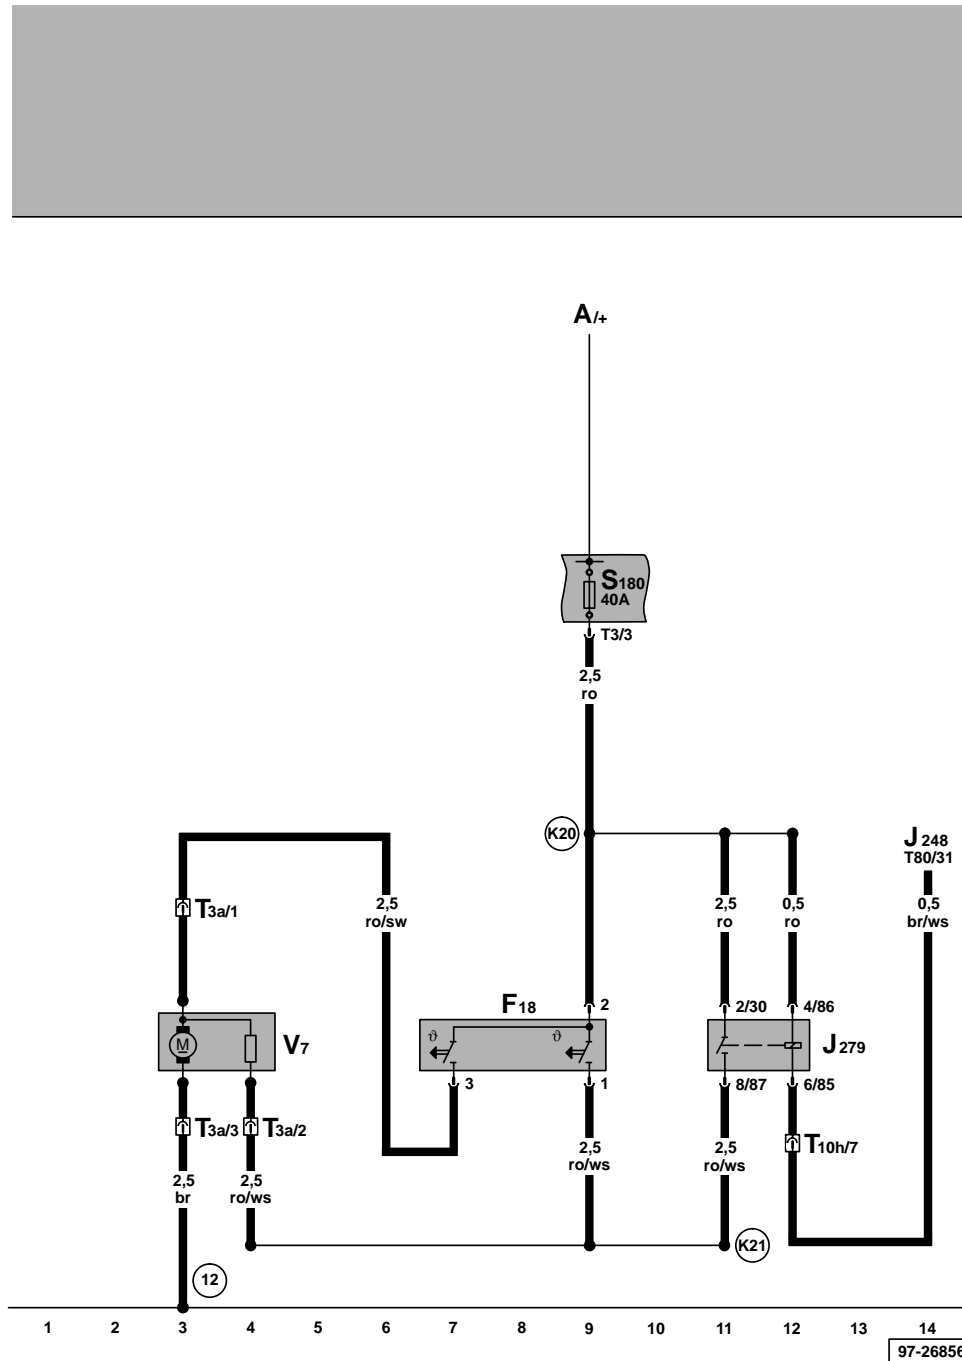 A/+
S180
40A
T3/3
2,5
ro
K20
J248
T80/31
T3a/1
2,5
ro/sw
2,5
ro
0,5
ro
0,5
br/ws
F18
2
2/30
4/86
ϑ
ϑ
M
V7
J279
3
1
8/87
6/85
T3a/3
T3a/2
T10h/7
2,5
br
2,5
ro/ws
2,5
ro/ws
2,5
ro/ws
K21
12
1 2 3 4 5 6 7 8 9 10 11 12 13 14
97-26856